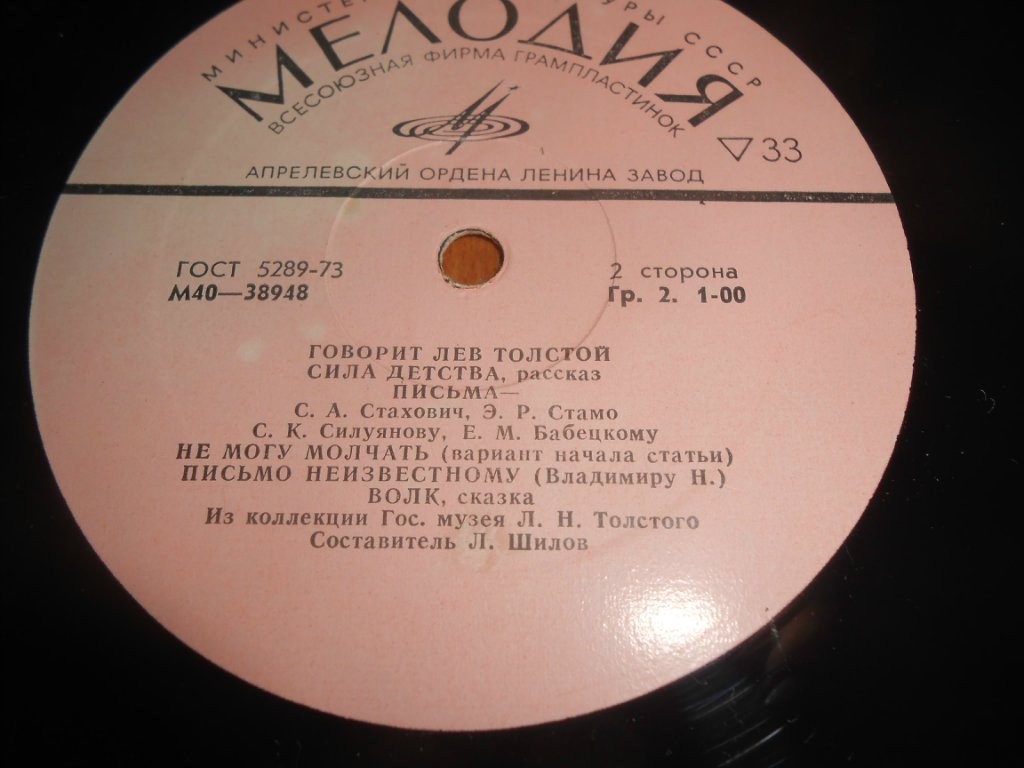 СССР
МЕЛОДИЯ
ВСЕСОЮЗНАЯ ФИРМА ГРАМПЛАСТИНОК
▽ 33
АПРЕЛЕВСКИЙ ОРДЕНА ЛЕНИНА ЗАВОД
ГОСТ 5289-73
М40—38948
2 сторона
Гр. 2. 1-00
ГОВОРИТ ЛЕВ ТОЛСТОЙ
СИЛА ДЕТСТВА, рассказ
ПИСЬМА—
С. А. Стахович, Э. Р. Стамо
С. К. Силуянову, Е. М. Бабецкому
НЕ МОГУ МОЛЧАТЬ (вариант начала статьи)
ПИСЬМО НЕИЗВЕСТНОМУ (Владимиру Н.)
ВОЛК, сказка
Из коллекции Гос. музея Л. Н. Толстого
Составитель Л. Шилов